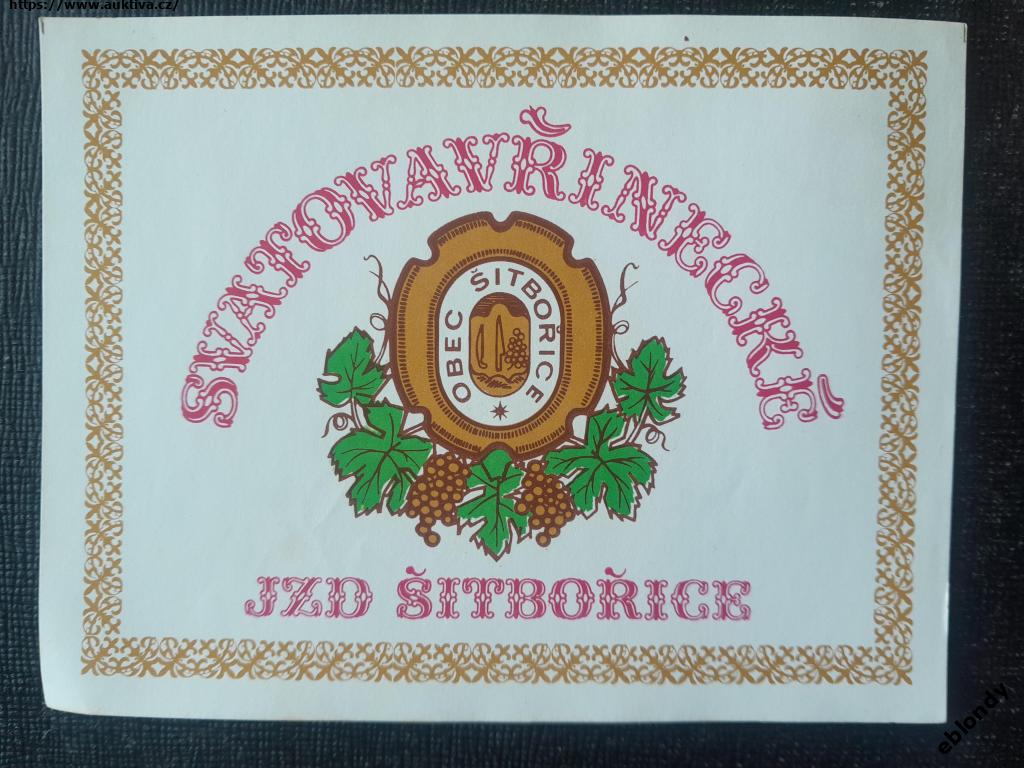 https://www.auktiva.cz/
SVATOVAVŘINECKÉ
OBEC ŠITBOŘICE
JZD ŠITBOŘICE
eblondy